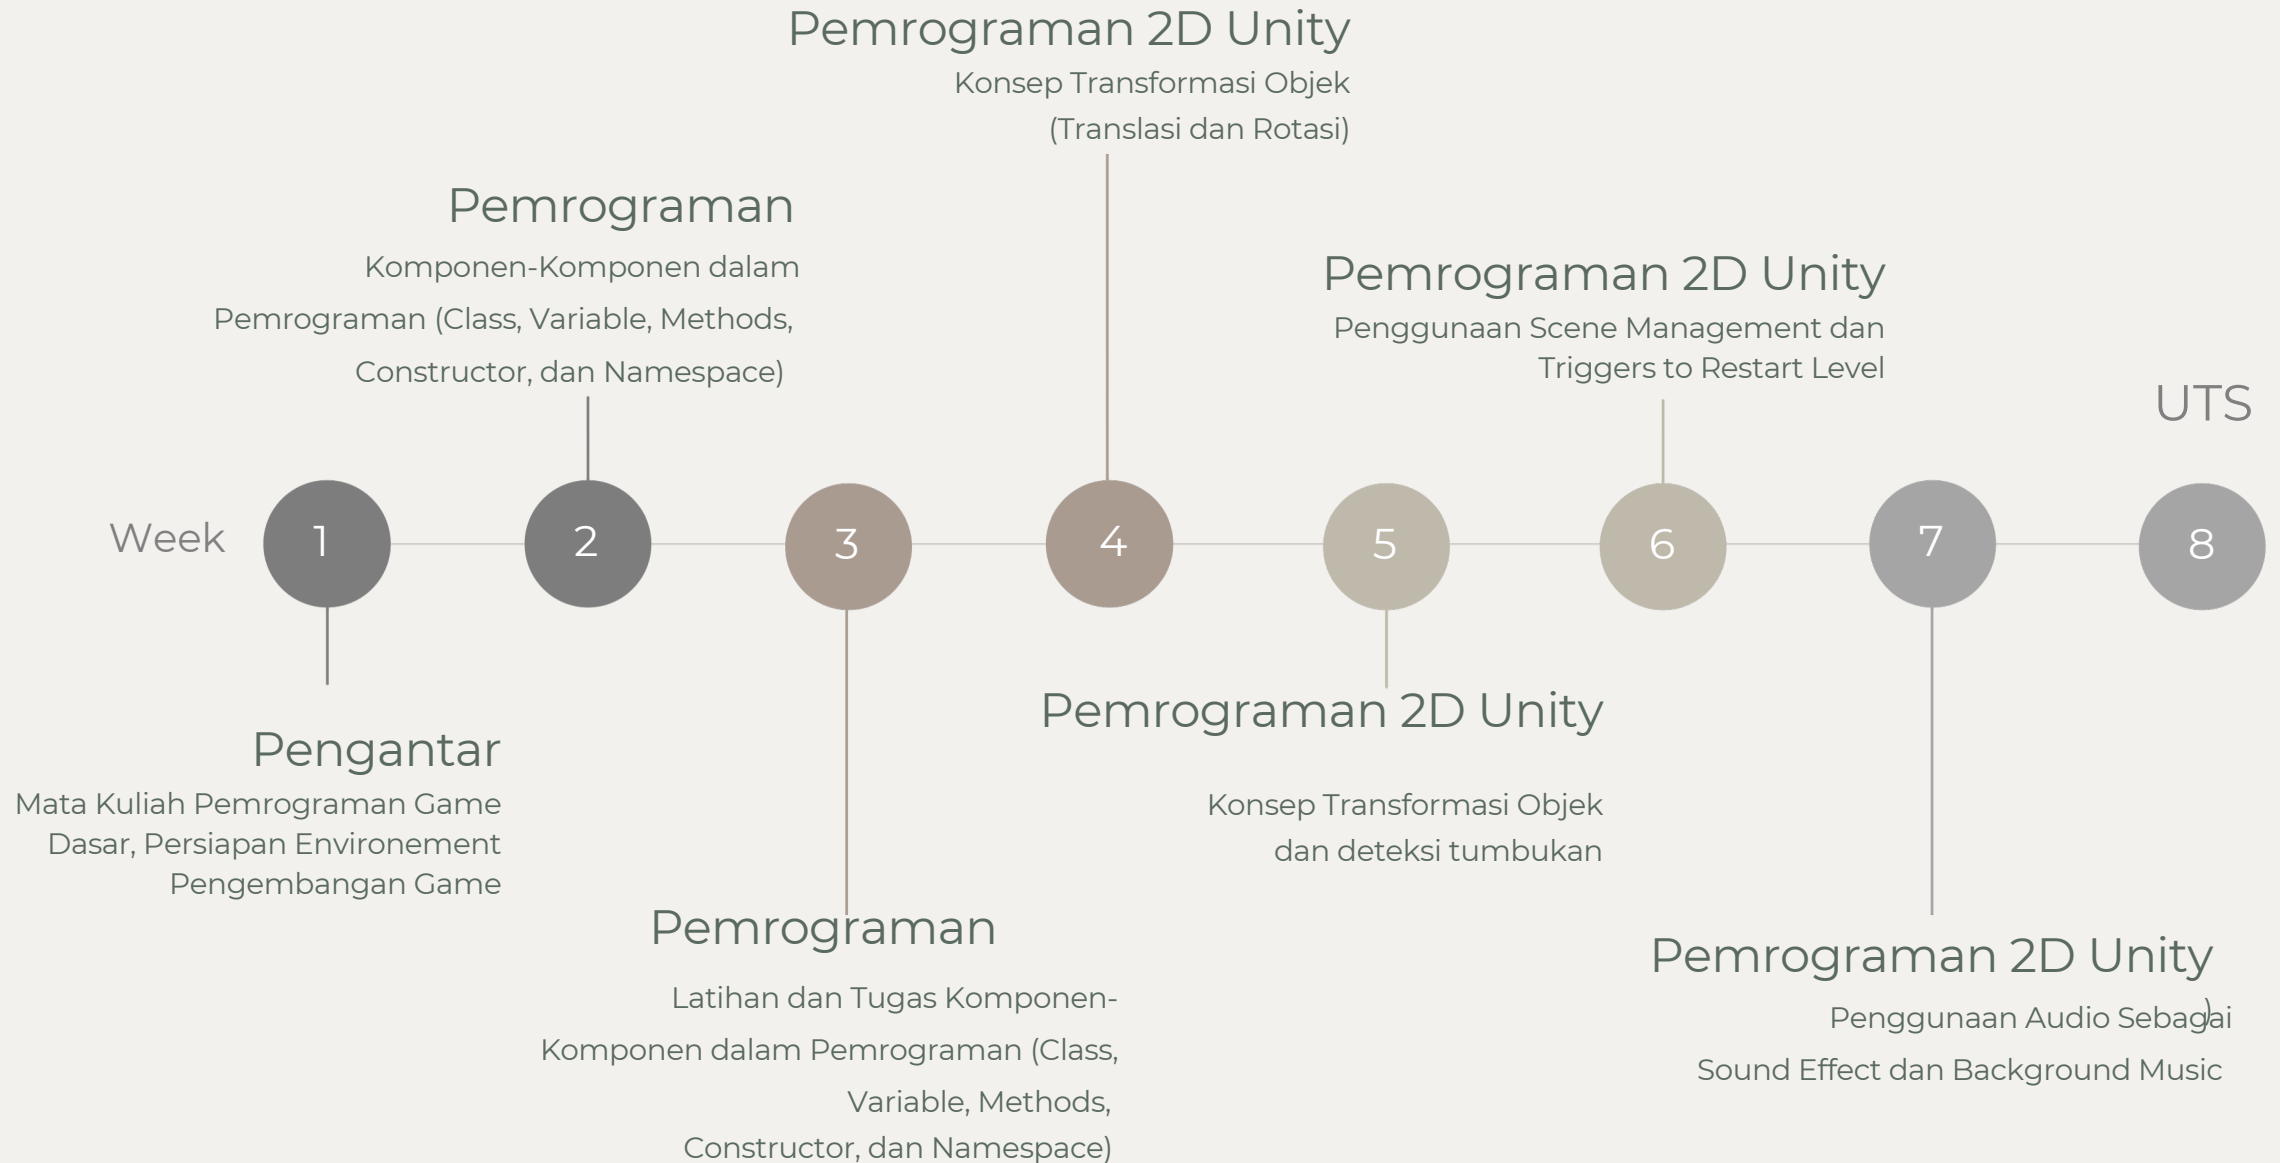 Pemrograman 2D Unity
Konsep Transformasi Objek
(Translasi dan Rotasi)
Pemrograman
Komponen-Komponen dalam
Pemrograman (Class, Variable, Methods,
Constructor, dan Namespace)
Pemrograman 2D Unity
Penggunaan Scene Management dan
Triggers to Restart Level
UTS
Week
1
2
3
4
5
6
7
8
Pengantar
Mata Kuliah Pemrograman Game
Dasar, Persiapan Environement
Pengembangan Game
Pemrograman 2D Unity
Konsep Transformasi Objek
dan deteksi tumbukan
Pemrograman
Latihan dan Tugas Komponen-
Komponen dalam Pemrograman (Class,
Variable, Methods,
Constructor, dan Namespace)
Pemrograman 2D Unity
)
Penggunaan Audio Sebagai
Sound Effect dan Background Music